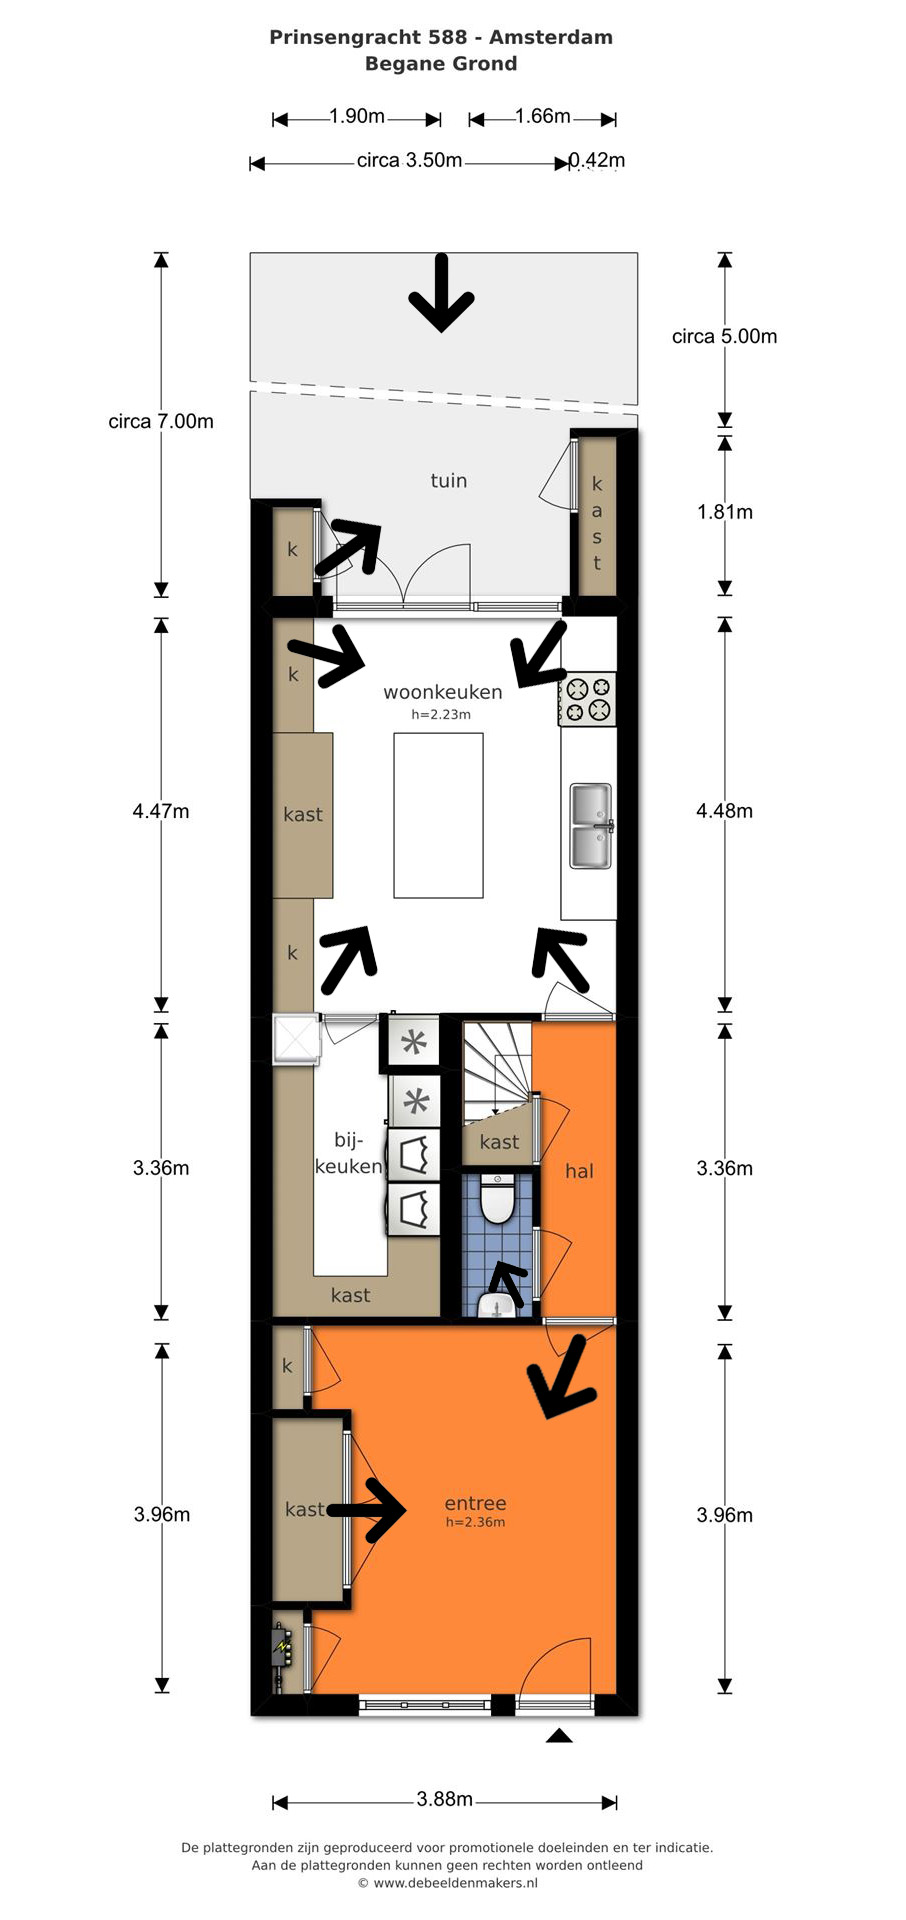 Prinsengracht 588 - Amsterdam
Begane Grond
1.90m 1.66m
circa 3.50m 0.42m
circa 5.00m
circa 7.00m
tuin
k
a
s
t
1.81m
k
k
woonkeuken
h=2.23m
4.47m
kast
4.48m
k
bij-
keuken
kast
hal
3.36m
3.36m
kast
k
3.96m
kast
entree
h=2.36m
3.96m
3.88m
De plattegronden zijn geproduceerd voor promotionele doeleinden en ter indicatie.
Aan de plattegronden kunnen geen rechten worden ontleend
© www.debeeldenmakers.nl